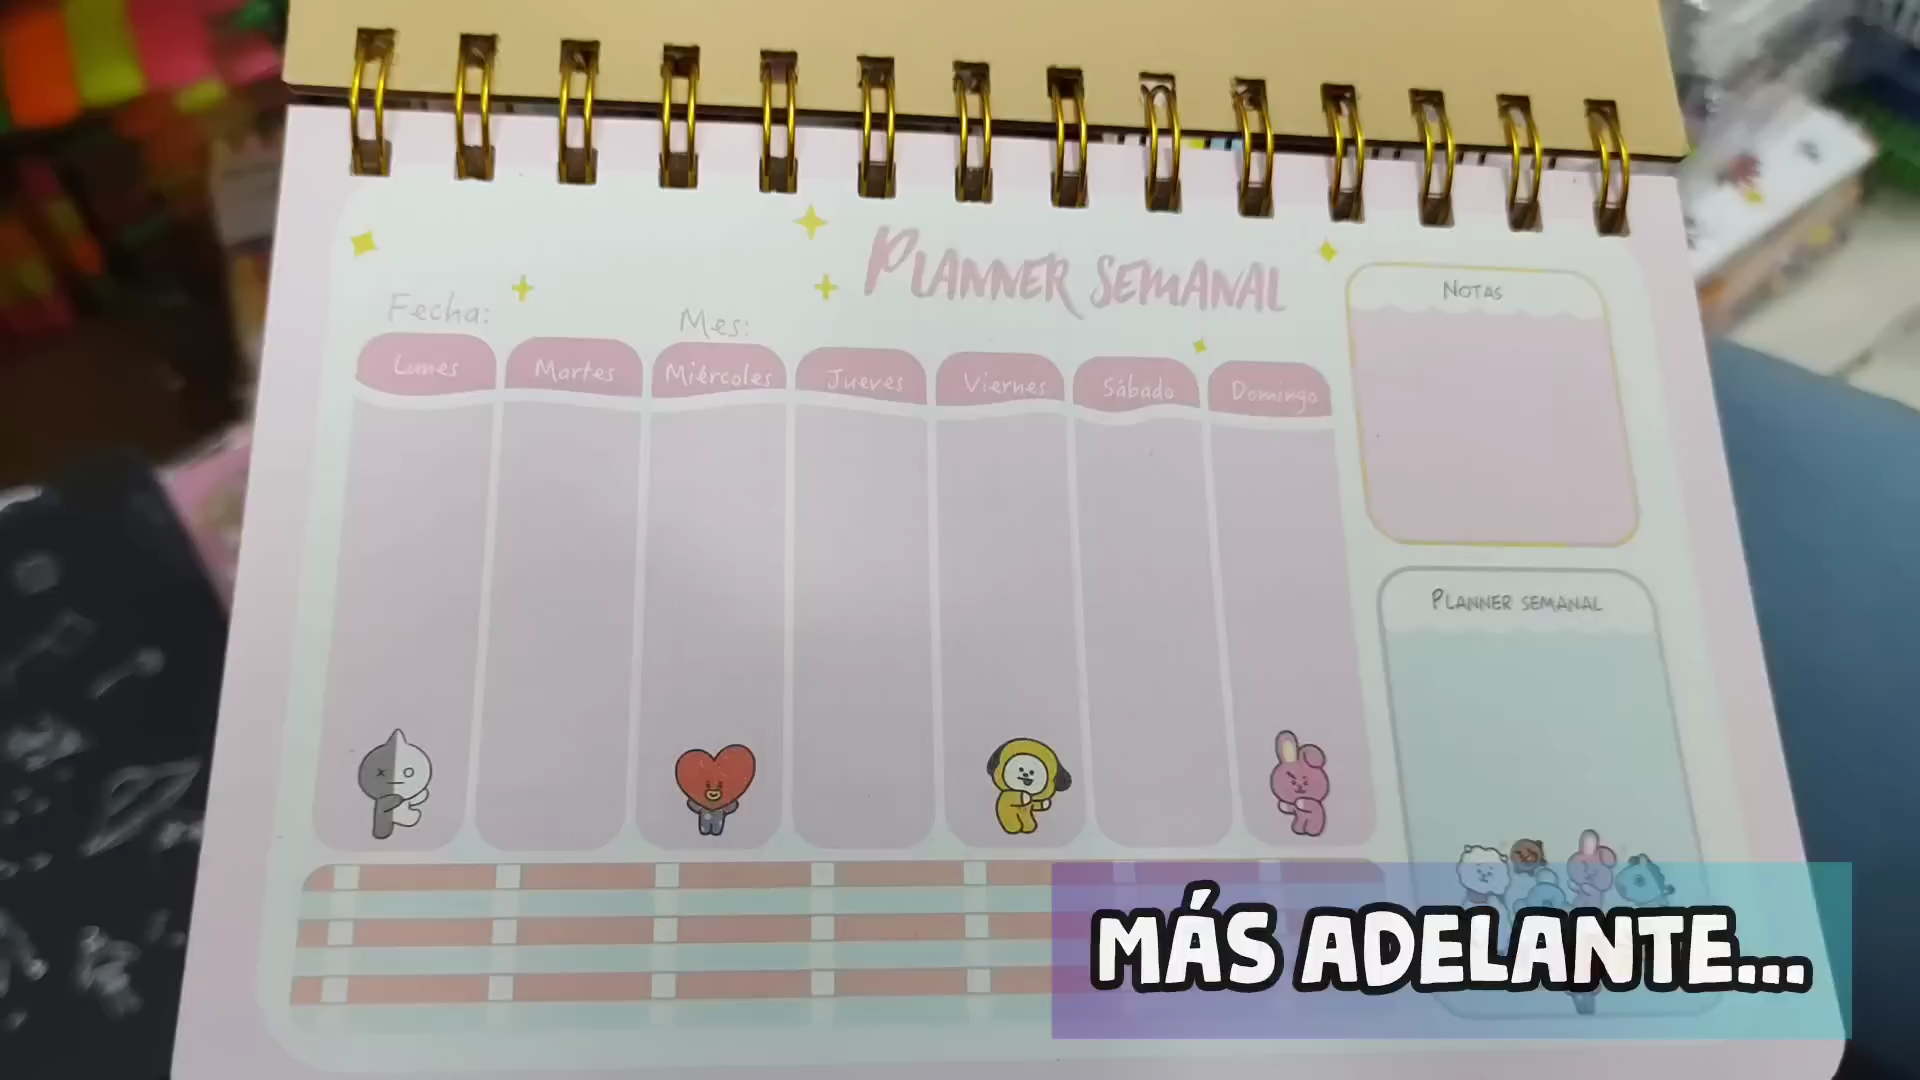 PLANNER SEMANAL
Fecha:
Mes:
NOTAS
Lunes Martes Miércoles Jueves Viernes Sábado Domingo
PLANNER SEMANAL
MÁS ADELANTE...